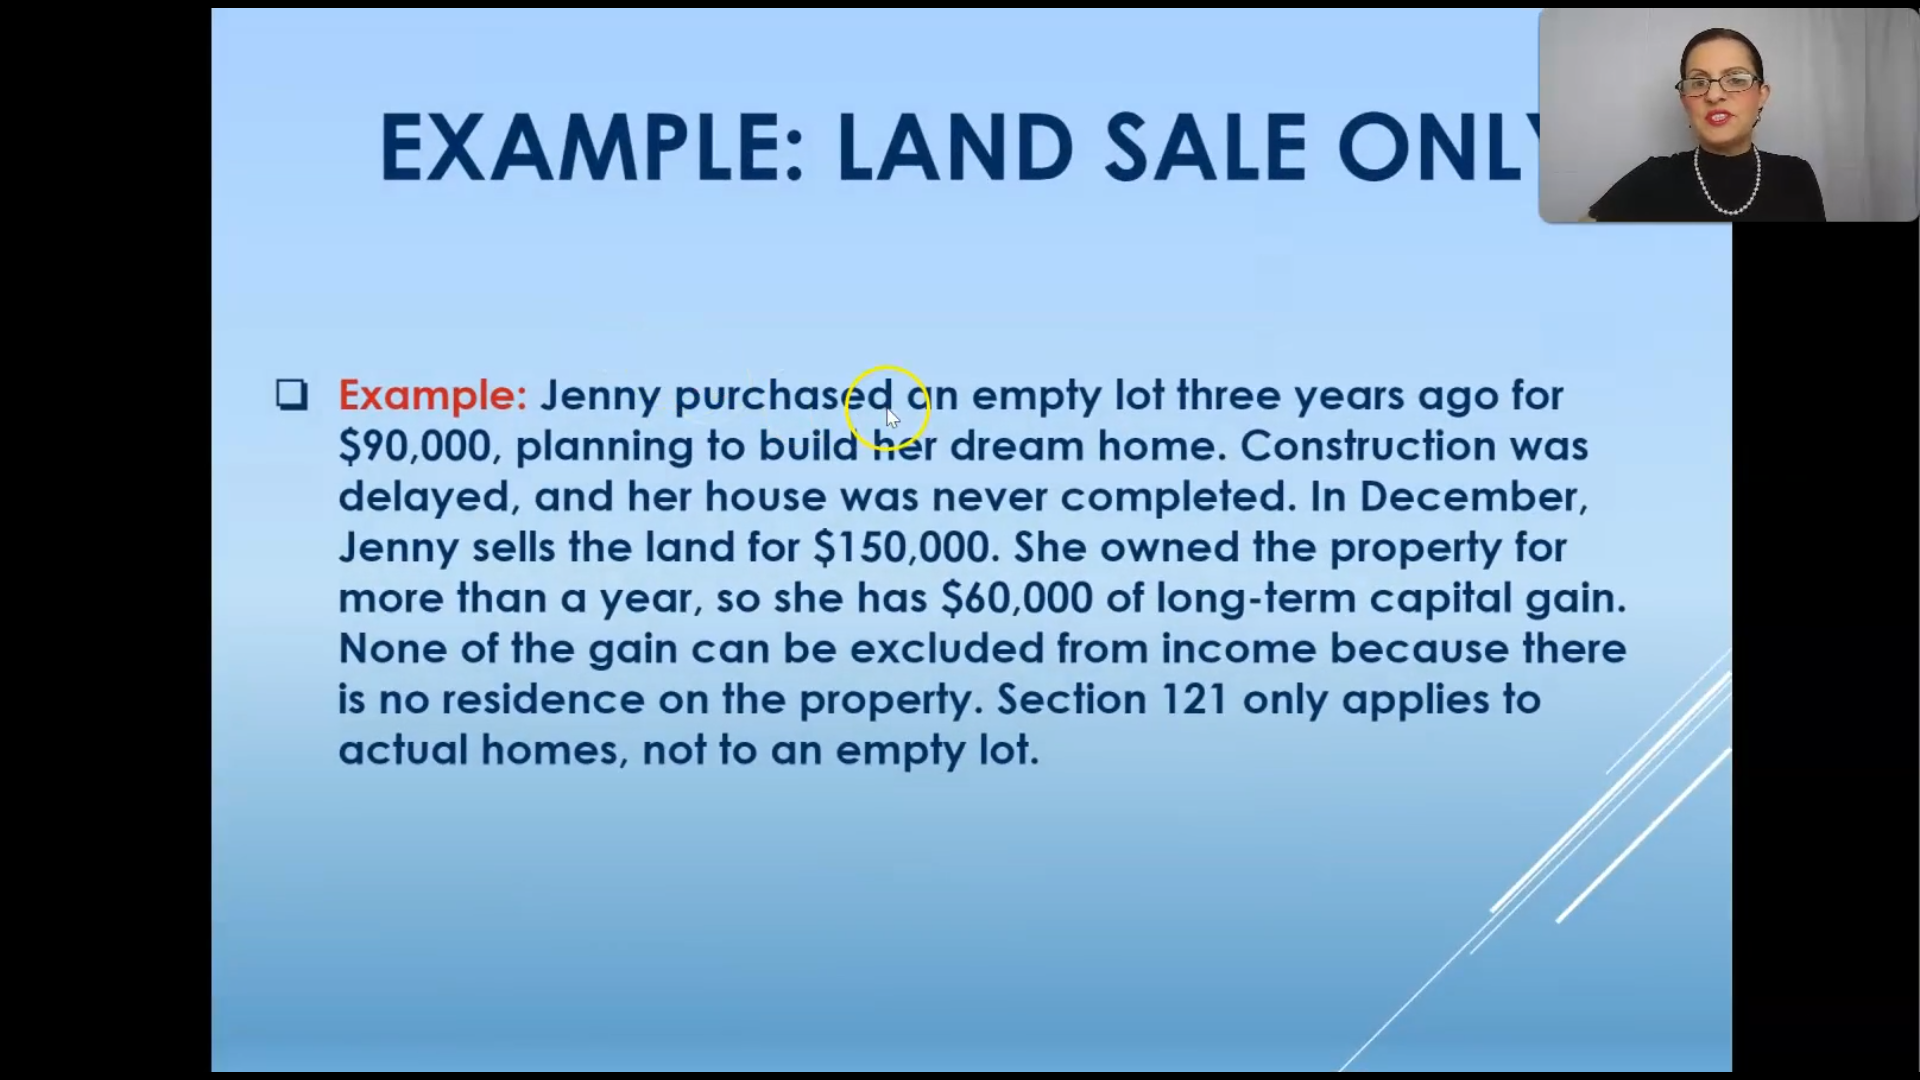 EXAMPLE: LAND SALE ONLY
❑ Example: Jenny purchased an empty lot three years ago for
$90,000, planning to build her dream home. Construction was
delayed, and her house was never completed. In December,
Jenny sells the land for $150,000. She owned the property for
more than a year, so she has $60,000 of long-term capital gain.
None of the gain can be excluded from income because there
is no residence on the property. Section 121 only applies to
actual homes, not to an empty lot.